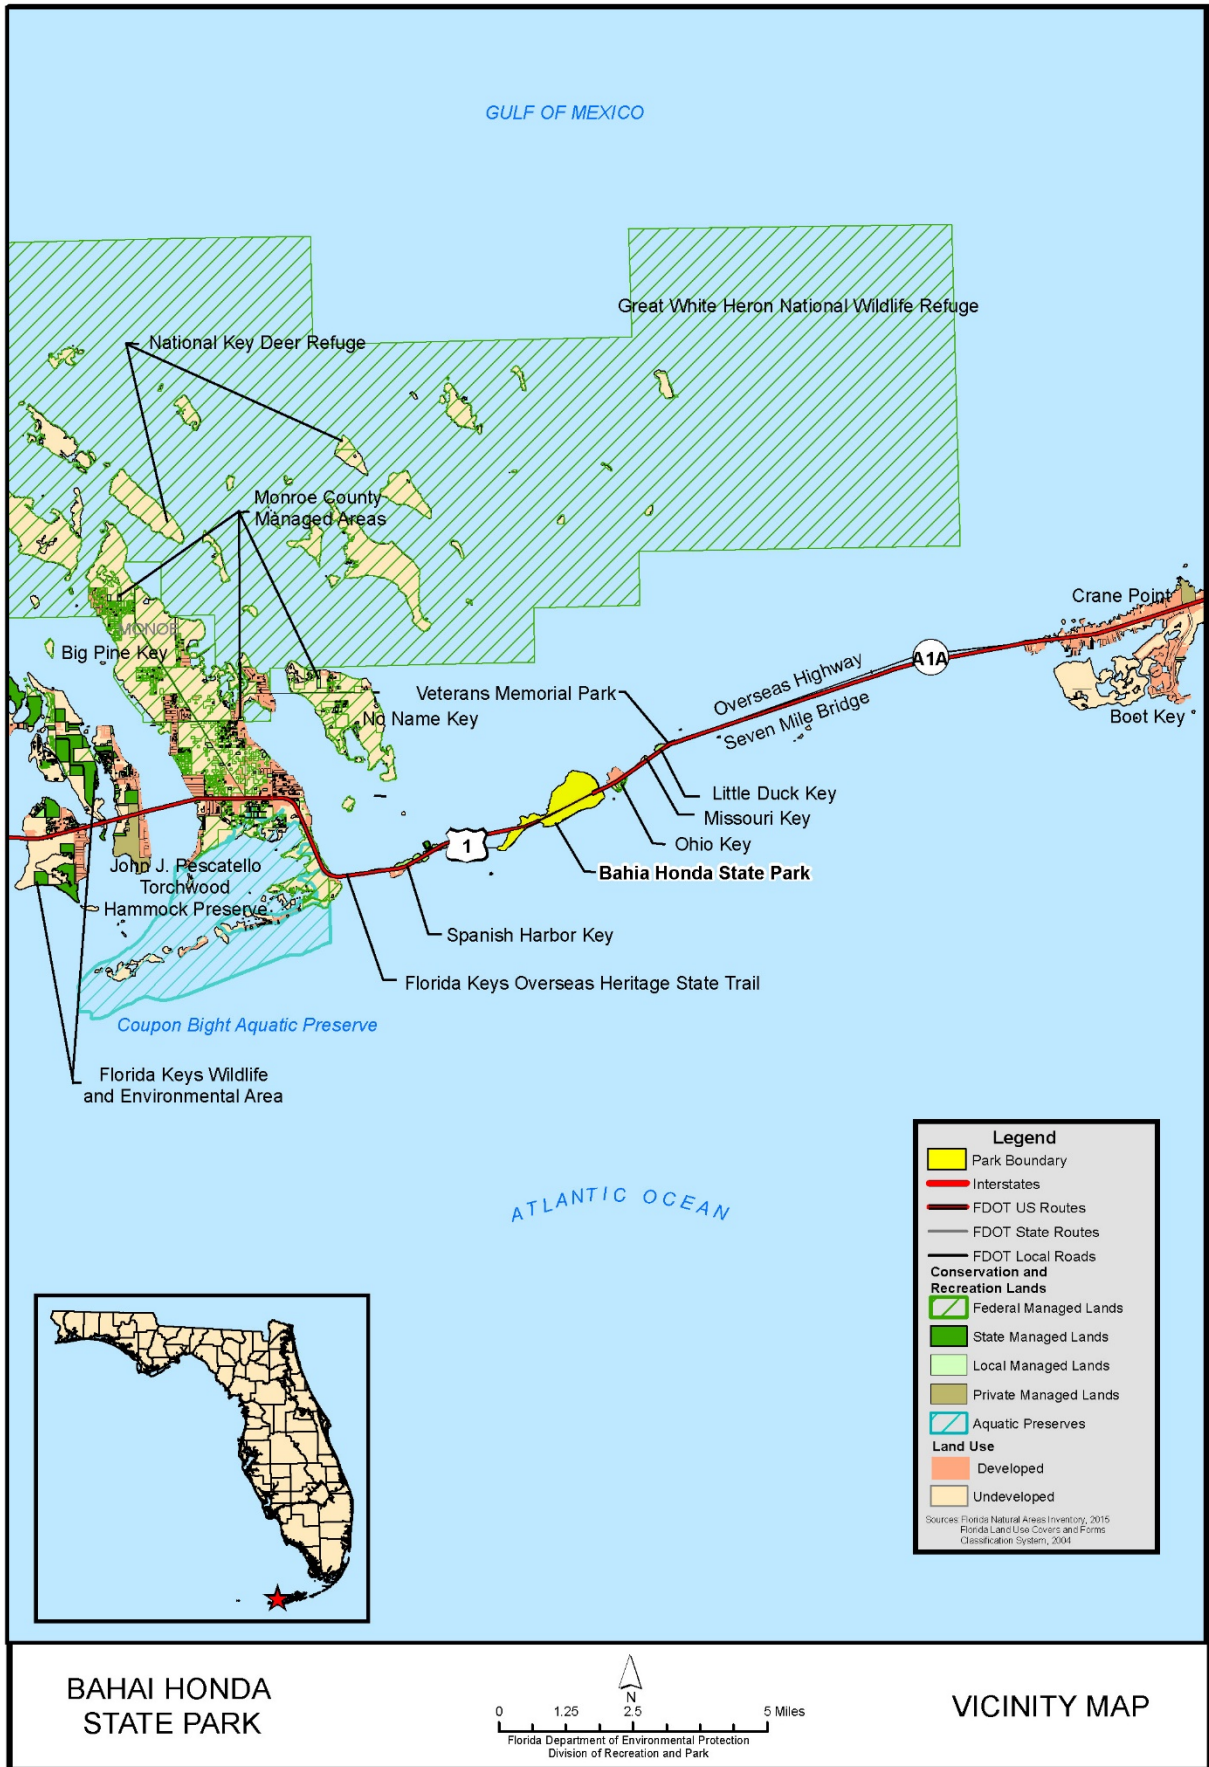 GULF OF MEXICO
Great White Heron National Wildlife Refuge
National Key Deer Refuge
Monroe County
Managed Areas
Crane Point
MONOE
Big Pine Key
A1A
Overseas Highway
Veterans Memorial Park
No Name Key
Seven Mile Bridge
Boot Key
Little Duck Key
Missouri Key
Ohio Key
1
Bahia Honda State Park
John J. Pescatello
Torchwood
Hammock Preserve
Spanish Harbor Key
Florida Keys Overseas Heritage State Trail
Coupon Bight Aquatic Preserve
Florida Keys Wildlife
and Environmental Area
ATLANTIC OCEAN
Legend
Park Boundary
Interstates
FDOT US Routes
FDOT State Routes
FDOT Local Roads
Conservation and
Recreation Lands
Federal Managed Lands
State Managed Lands
Local Managed Lands
Private Managed Lands
Aquatic Preserves
Land Use
Developed
Undeveloped
Sources: Florida Natural Areas Inventory, 2015
Florida Land Use Covers and Forms
Classification System, 2004
BAHAI HONDA
STATE PARK
N
0 1.25 2.5 5 Miles
Florida Department of Environmental Protection
Division of Recreation and Park
VICINITY MAP